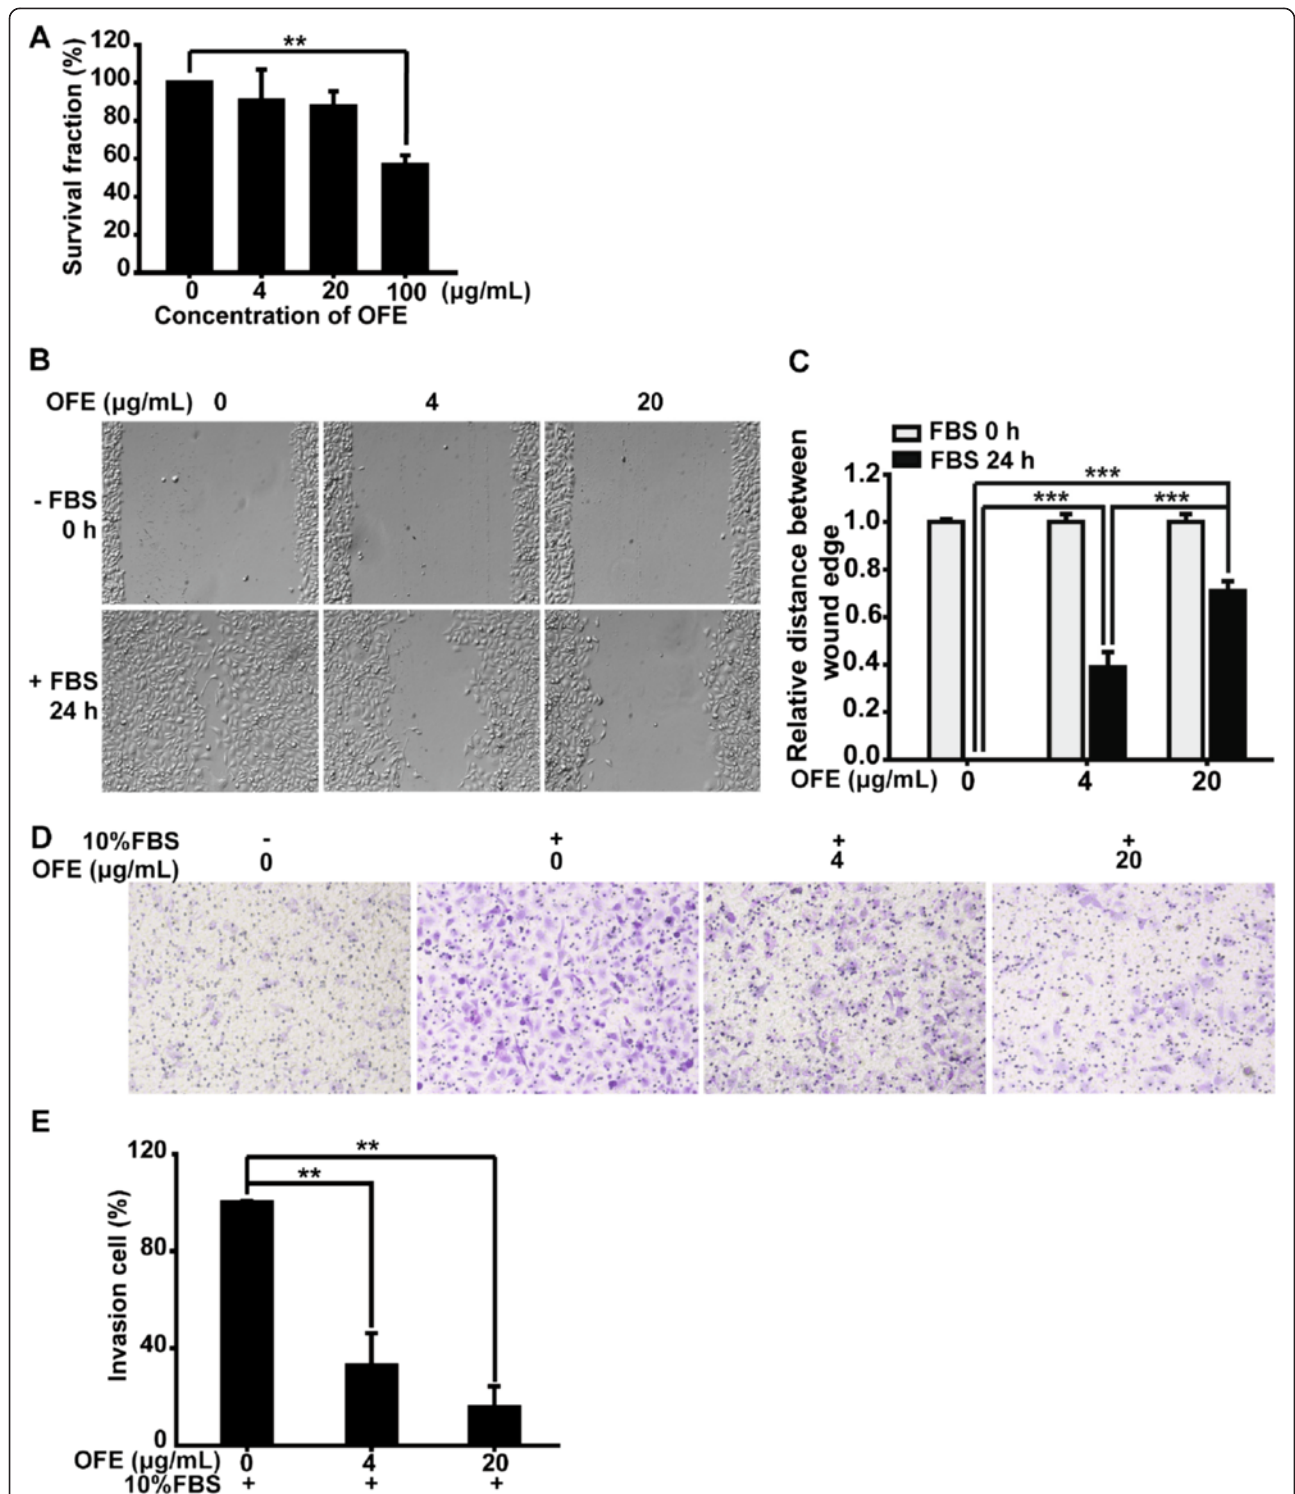 A
Survival fraction (%)
120
100
80
60
40
20
0
**
0 4 20 100 (µg/mL)
Concentration of OFE
B
OFE (µg/mL) 0 4 20
- FBS
0 h
+ FBS
24 h
C
FBS 0 h
FBS 24 h
Relative distance between
wound edge
1.2
1.0
0.8
0.6
0.4
0.2
0.0
***
*** ***
OFE (µg/mL) 0 4 20
D
10%FBS - + + +
OFE (µg/mL) 0 0 4 20
E
Invasion cell (%)
120
80
40
0
**
**
OFE (µg/mL) 0 4 20
10%FBS + + +